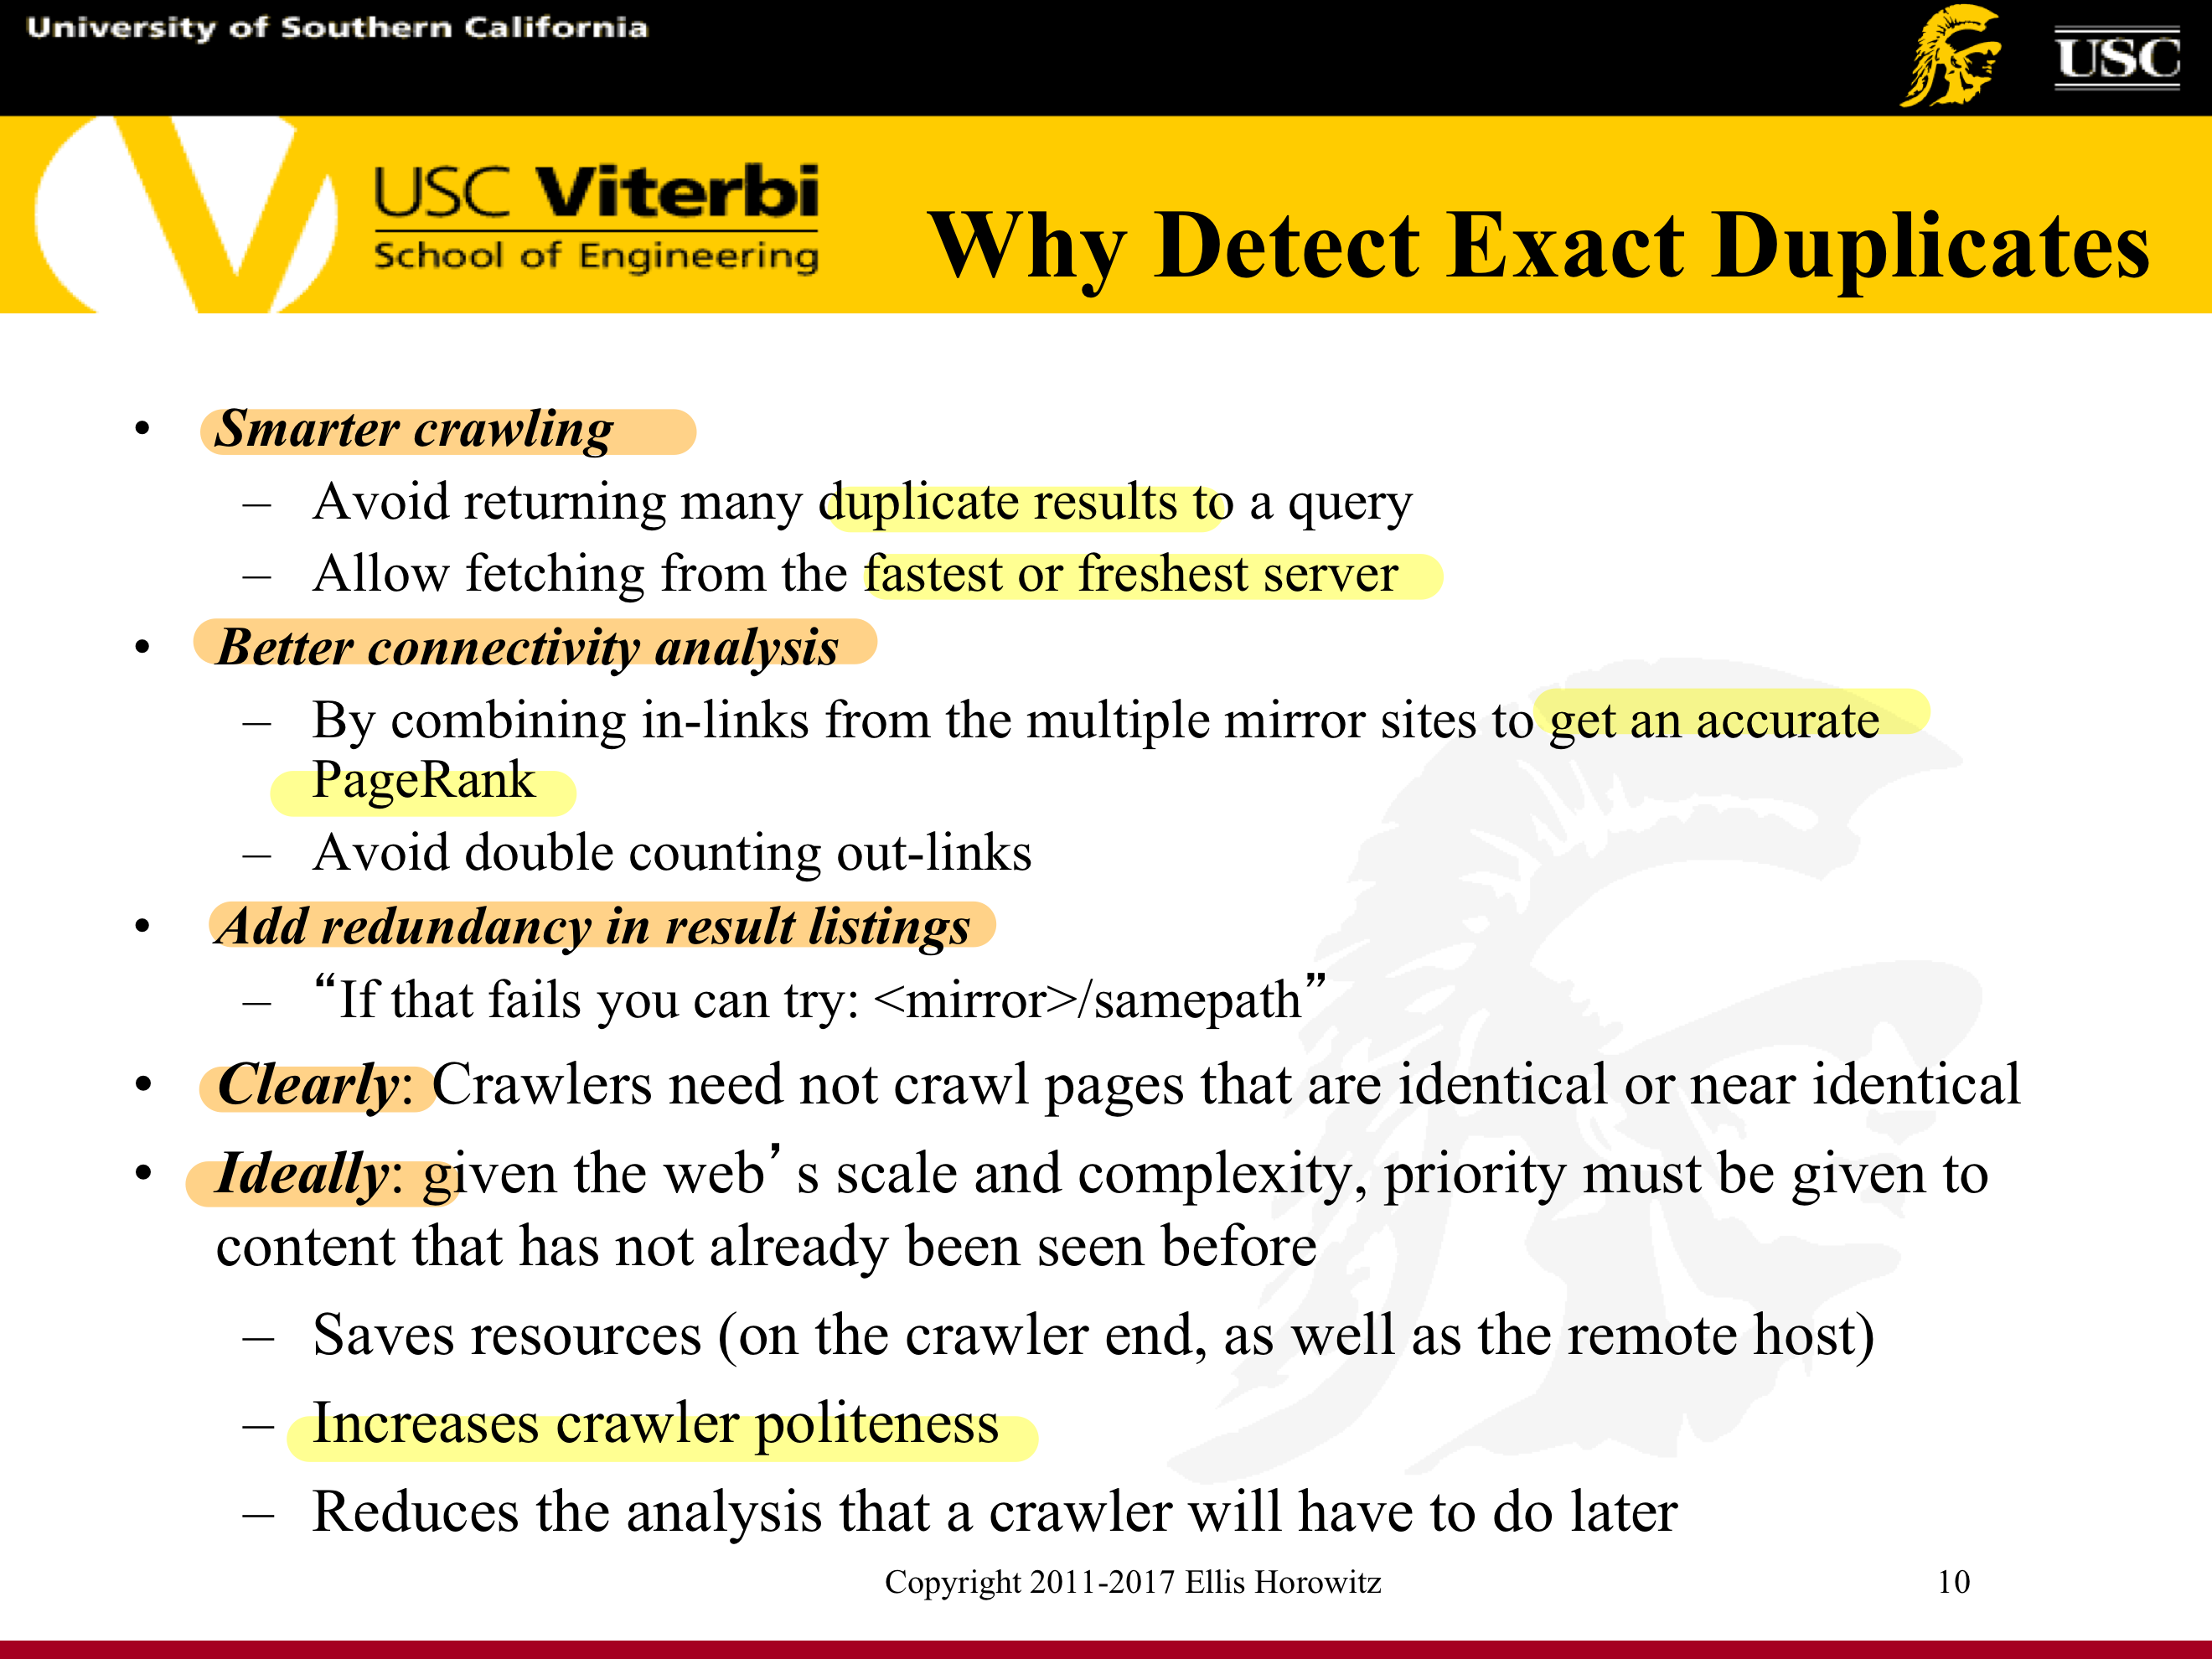 University of Southern California
USC
USC Viterbi
School of Engineering
Why Detect Exact Duplicates
• Smarter crawling
– Avoid returning many duplicate results to a query
– Allow fetching from the fastest or freshest server
• Better connectivity analysis
– By combining in-links from the multiple mirror sites to get an accurate
PageRank
– Avoid double counting out-links
• Add redundancy in result listings
– “If that fails you can try: <mirror>/samepath”
• Clearly: Crawlers need not crawl pages that are identical or near identical
• Ideally: given the web’s scale and complexity, priority must be given to
content that has not already been seen before
– Saves resources (on the crawler end, as well as the remote host)
– Increases crawler politeness
– Reduces the analysis that a crawler will have to do later
Copyright 2011-2017 Ellis Horowitz
10